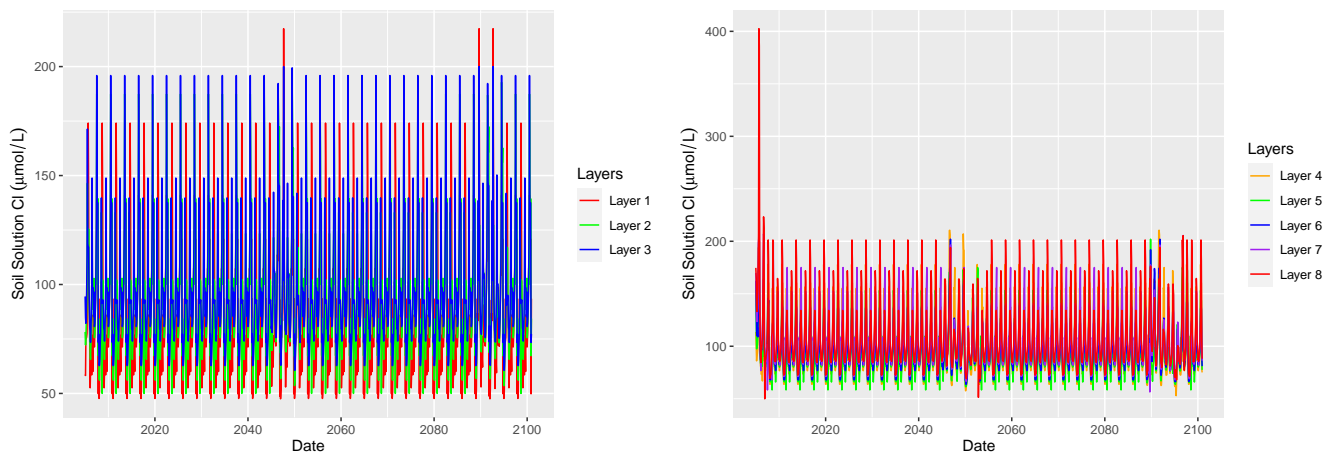 200
150
100
50
Soil Solution Cl (μmol/L)
2020
2040
2060
2080
2100
Date
Layers
Layer 1
Layer 2
Layer 3
400
300
200
100
Soil Solution Cl (μmol/L)
2020
2040
2060
2080
2100
Date
Layers
Layer 4
Layer 5
Layer 6
Layer 7
Layer 8